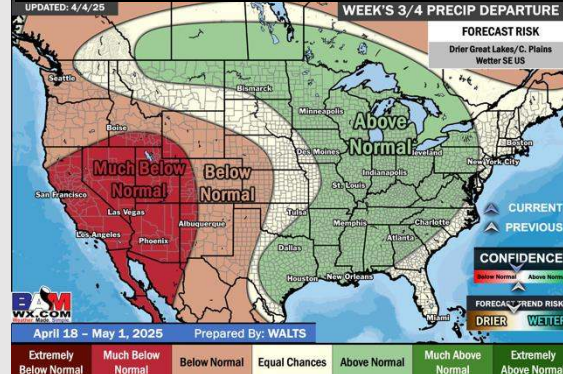 UPDATED: 4/4/25
WEEK'S 3/4 PRECIP DEPARTURE
FORECAST RISK
Drier Great Lakes/C. Plains
Wetter SE US
Seattle
Bismarck
Minneapolis
Above
Normal
Boise
Boston
Des Moines
leveland
New York City
Much Below
Normal
Below
Normal
Indianapolis
San Francisco
St. Louis
Las Vegas
CURRENT
Tulsa
Charlotte
Albuquerque
Memphis
PREVIOUS
Los Angeles
Phoenix
Atlanta
Dallas
CONFIDENCE
Below Normal
Above Normal
Houston
New Orleans
BAM
WX.COM
Weather. Made. Simple.
FORECAST TREND RISK
DRIER
WETTER
Miami
April 18 – May 1, 2025
Prepared By: WALTS
Extremely
Below Normal
Much Below
Normal
Below Normal
Equal Chances
Above Normal
Much Above
Normal
Extremely
Above Normal